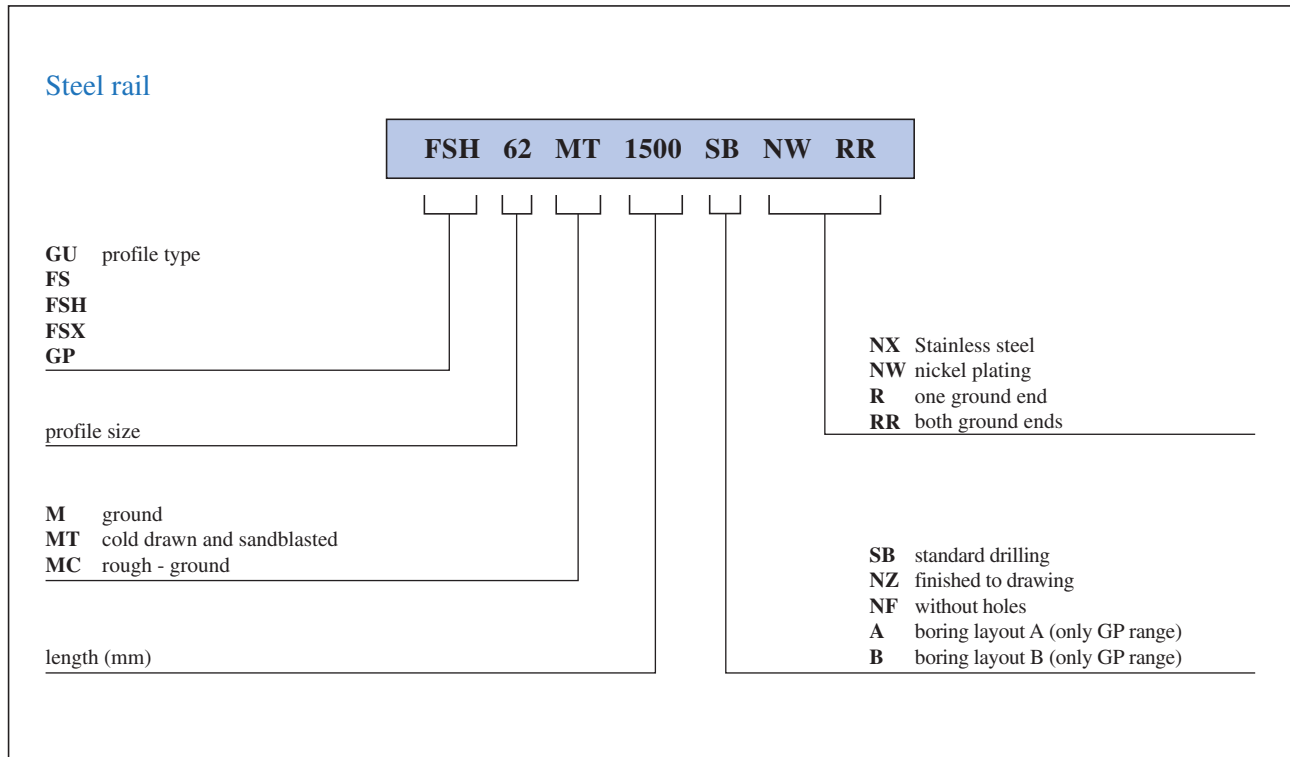 Steel rail
FSH 62 MT 1500 SB NW RR
GU profile type
FS
FSH
FSX
GP
profile size
M ground
MT cold drawn and sandblasted
MC rough - ground
length (mm)
NX Stainless steel
NW nickel plating
R one ground end
RR both ground ends
SB standard drilling
NZ finished to drawing
NF without holes
A boring layout A (only GP range)
B boring layout B (only GP range)